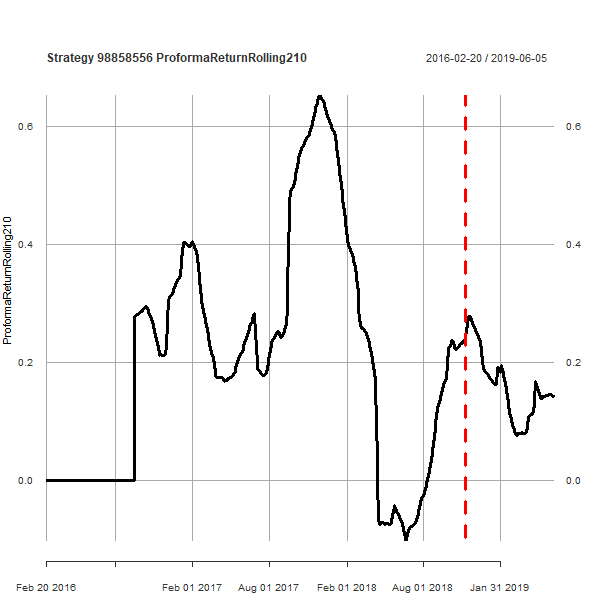 Strategy 98858556 ProformaReturnRolling210
2016-02-20 / 2019-06-05
ProformaReturnRolling210
0.6
0.4
0.2
0.0
0.6
0.4
0.2
0.0
Feb 20 2016
Feb 01 2017
Aug 01 2017
Feb 01 2018
Aug 01 2018
Jan 31 2019